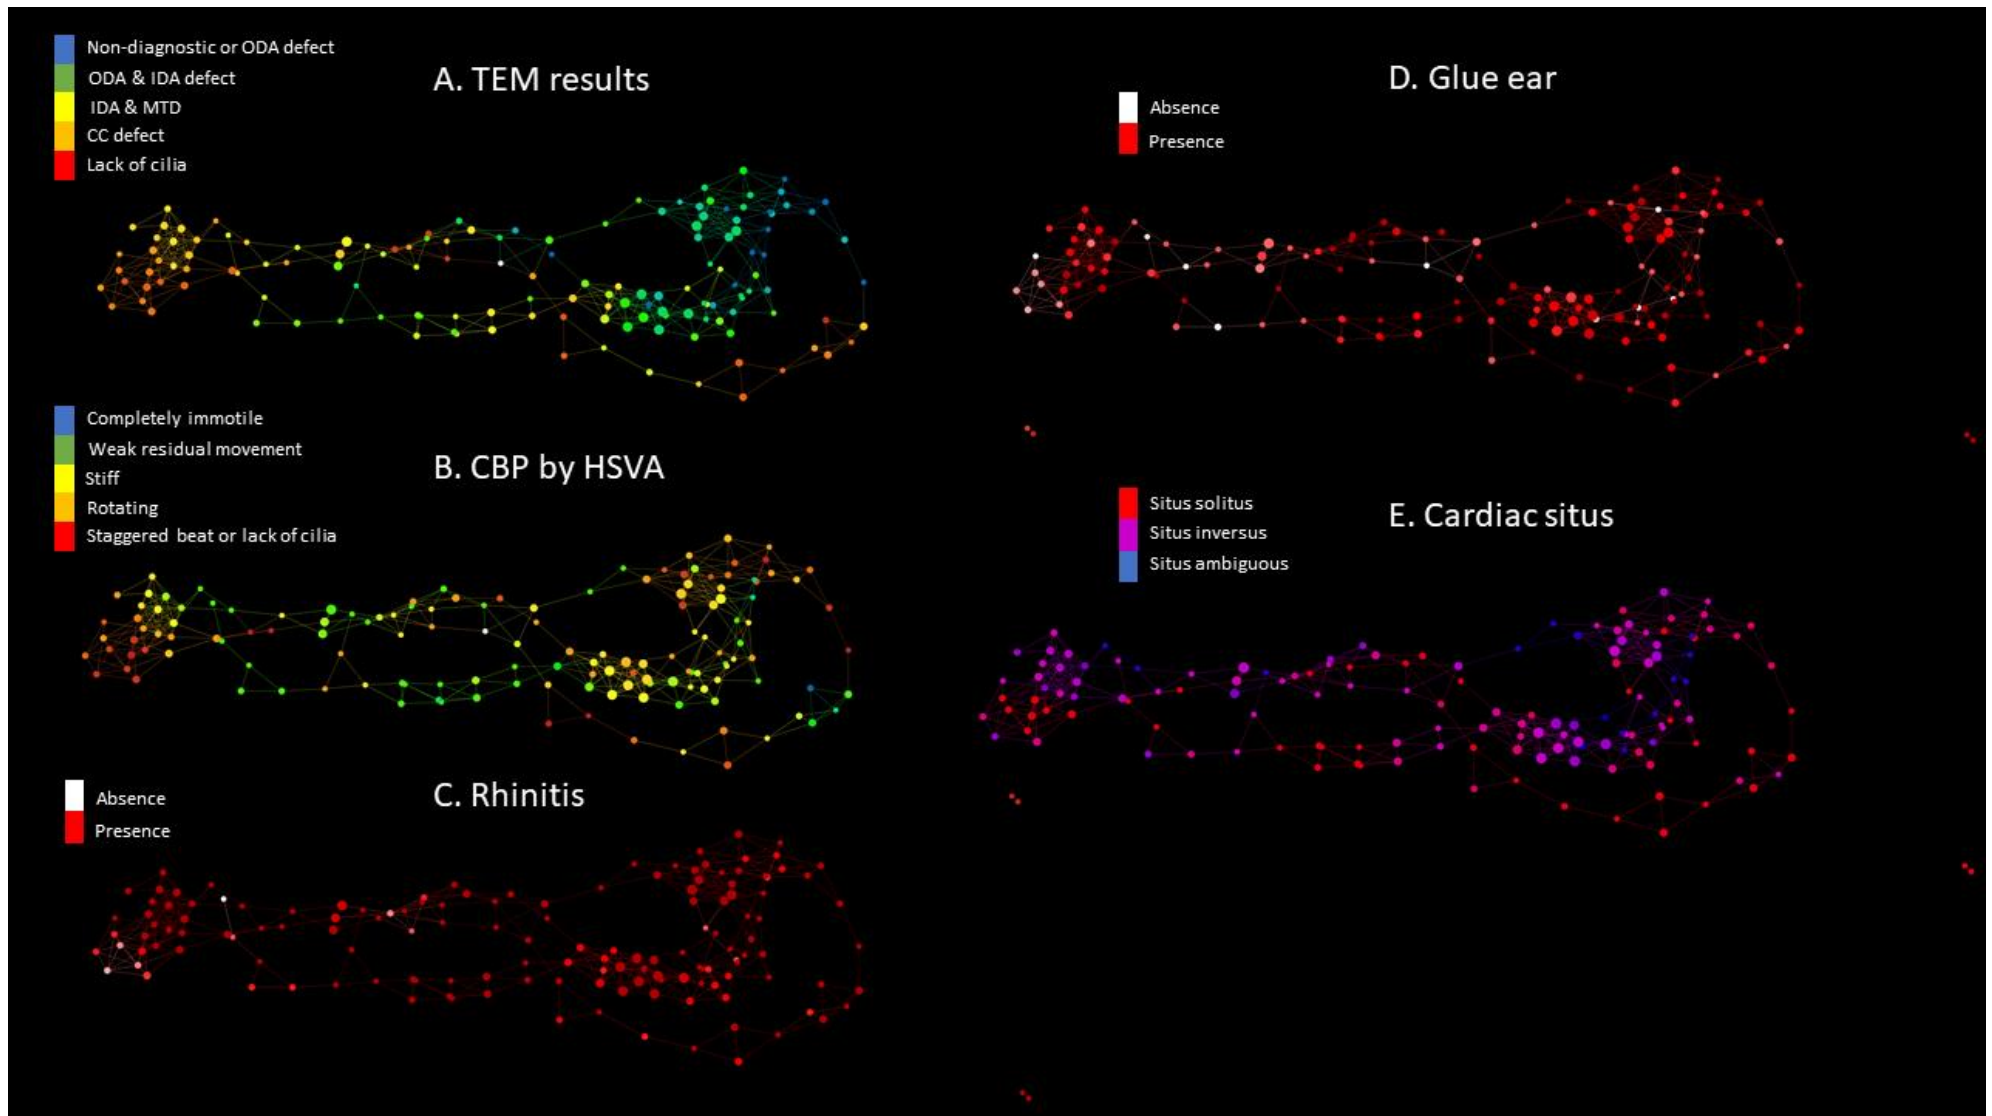 Non-diagnostic or ODA defect
ODA & IDA defect
IDA & MTD
CC defect
Lack of cilia
A. TEM results
Completely immotile
Weak residual movement
Stiff
Rotating
Staggered beat or lack of cilia
B. CBP by HSVA
Absence
Presence
C. Rhinitis
D. Glue ear
Absence
Presence
Situs solitus
Situs inversus
Situs ambiguous
E. Cardiac situs